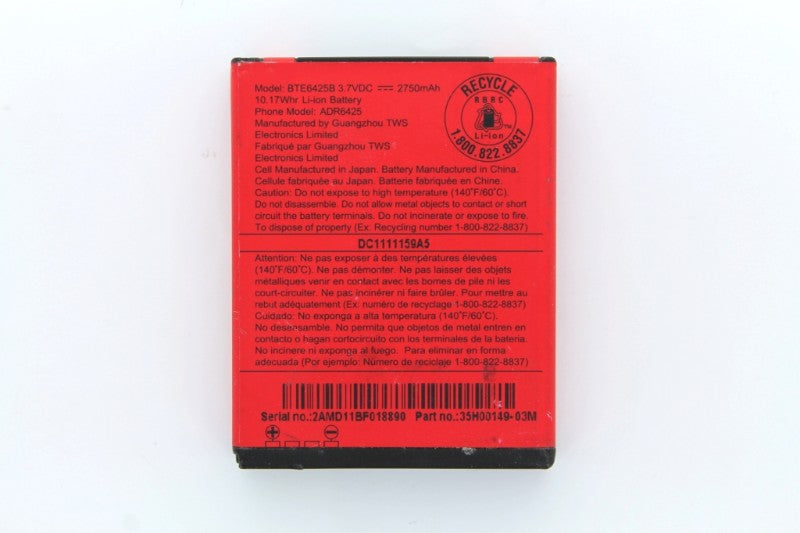 Model: BTE6425B 3.7VDC ⎓ 2750mAh
10.17Whr Li-ion Battery
Phone Model: ADR6425
Manufactured by Guangzhou TWS
Electronics Limited
Fabriqué par Guangzhou TWS
Electronics Limited
RECYCLE
RBRC
TM
Li-ion
1.800.822.8837
Cell Manufactured in Japan. Battery Manufactured in China.
Cellule fabriquée au Japan. Batterie fabriquée en Chine.
Caution: Do not expose to high temperature (140°F/60°C).
Do not disassemble. Do not allow metal objects to contact or short
circuit the battery terminals. Do not incinerate or expose to fire.
To dispose of property (Ex: Recycling number 1-800-822-8837)
DC1111159A5
Attention: Ne pas exposer à des températures élevées
(140°F/60°C). Ne pas démonter. Ne pas laisser des objets
métalliques venir en contact avec les bornes de pile ni les
court-circuiter. Ne pas incinérer ni faire brûler. Pour mettre au
rebut adéquatement (Ex: numéro de recyclage 1-800-822-8837)
Cuidado: No exponga a alta temperatura (140°F/60°C).
No desensamble. No permita que objetos de metal entren en
contacto o hagan cortocircuito con los terminales de la bateria.
No incinere ni exponga al fuego. Para eliminar en forma
adecuada (Por ejemplo: Número de reciclaje 1-800-822-8837)
Serial no.:2AMD11BF018890 Part no.:35H00149-03M
+ −